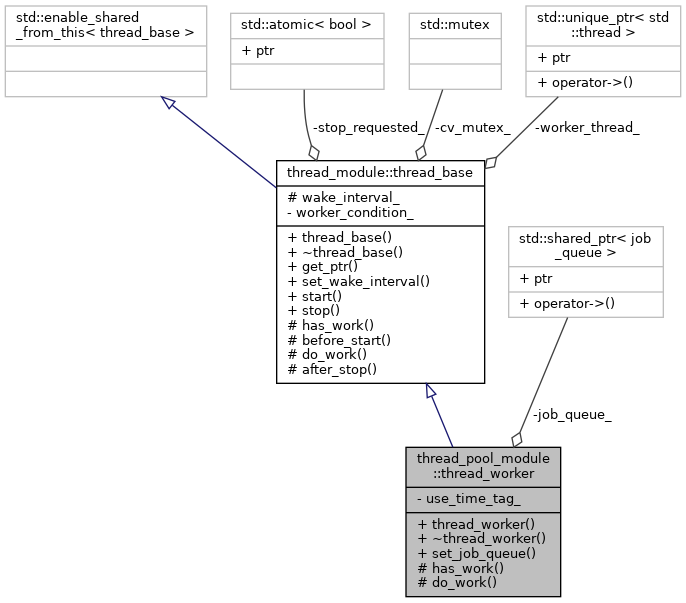 std::enable_shared
_from_this< thread_base >
std::atomic< bool >
+ ptr
std::mutex
std::unique_ptr< std
::thread >
+ ptr
+ operator->()
-stop_requested_
-cv_mutex_
-worker_thread_
thread_module::thread_base
# wake_interval_
- worker_condition_
+ thread_base()
+ ~thread_base()
+ get_ptr()
+ set_wake_interval()
+ start()
+ stop()
# has_work()
# before_start()
# do_work()
# after_stop()
std::shared_ptr< job
_queue >
+ ptr
+ operator->()
-job_queue_
thread_pool_module
::thread_worker
- use_time_tag_
+ thread_worker()
+ ~thread_worker()
+ set_job_queue()
# has_work()
# do_work()